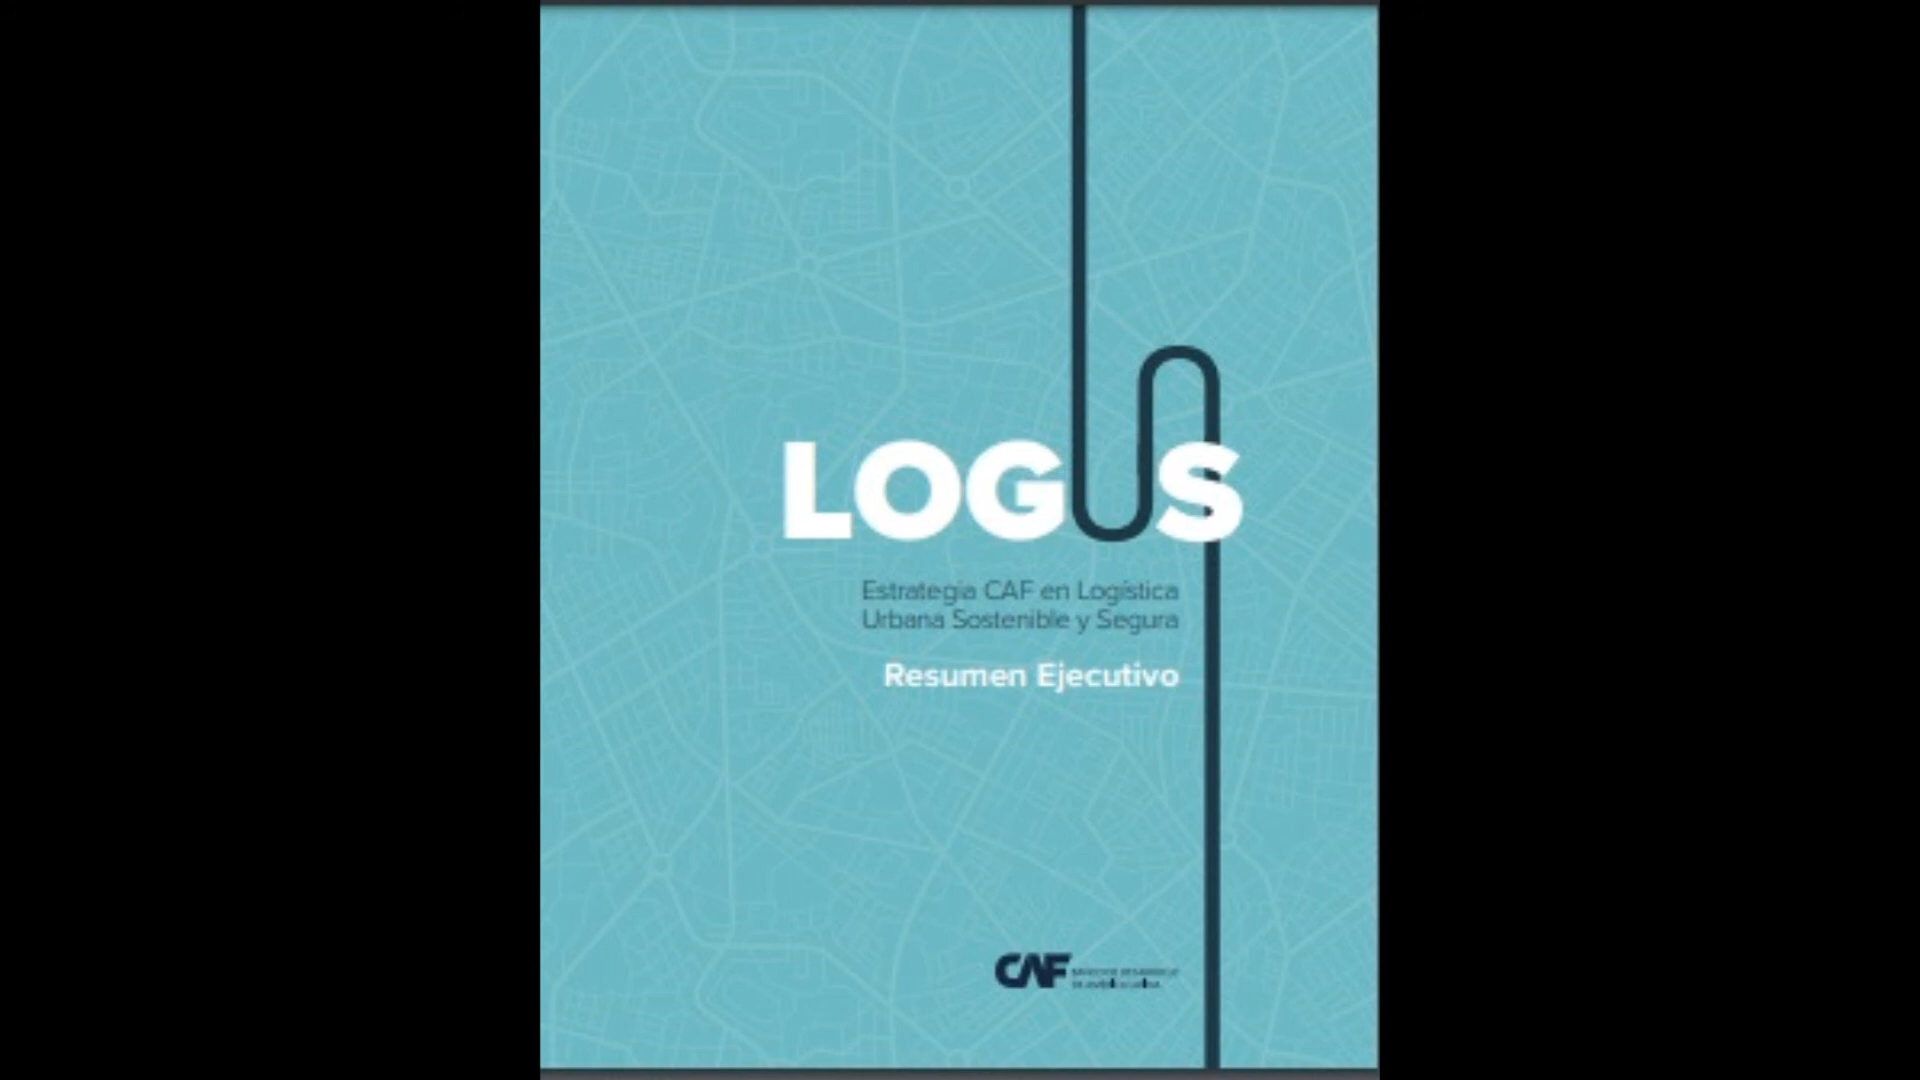 LOGUS
Estrategia CAF en Logística
Urbana Sostenible y Segura
Resumen Ejecutivo
CAF